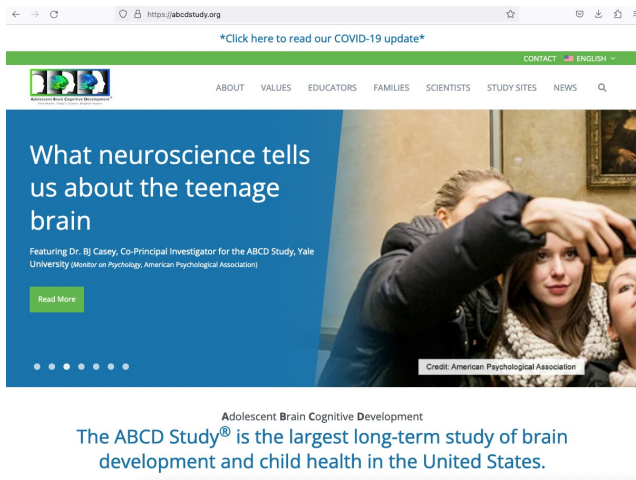 https://abcdstudy.org
*Click here to read our COVID-19 update*
CONTACT ENGLISH
Adolescent Brain Cognitive Development
ABOUT VALUES EDUCATORS FAMILIES SCIENTISTS STUDY SITES NEWS
What neuroscience tells
us about the teenage
brain
Featuring Dr. BJ Casey, Co-Principal Investigator for the ABCD Study, Yale
University (Monitor on Psychology, American Psychological Association)
Read More
Credit: American Psychological Association
Adolescent Brain Cognitive Development
The ABCD Study® is the largest long-term study of brain
development and child health in the United States.